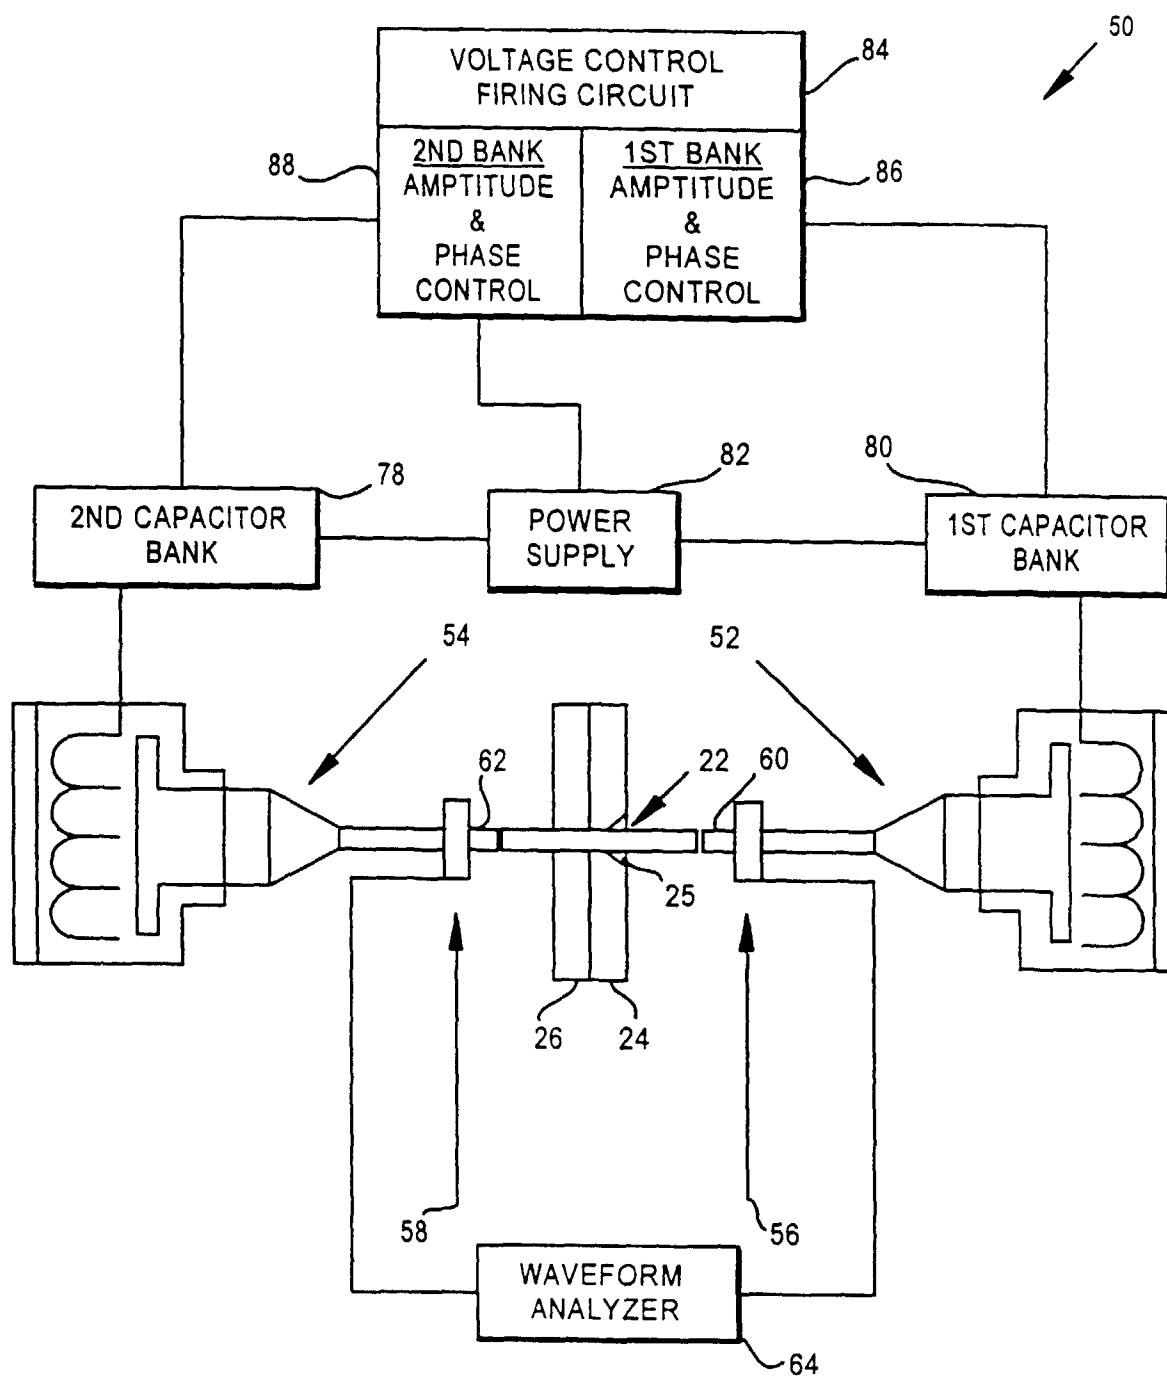 50
VOLTAGE CONTROL
FIRING CIRCUIT
84
88
2ND BANK
AMPTITUDE
&
PHASE
CONTROL
1ST BANK
AMPTITUDE
&
PHASE
CONTROL
86
78
82
80
2ND CAPACITOR
BANK
POWER
SUPPLY
1ST CAPACITOR
BANK
54
52
62
22
60
25
26
24
58
56
WAVEFORM
ANALYZER
64